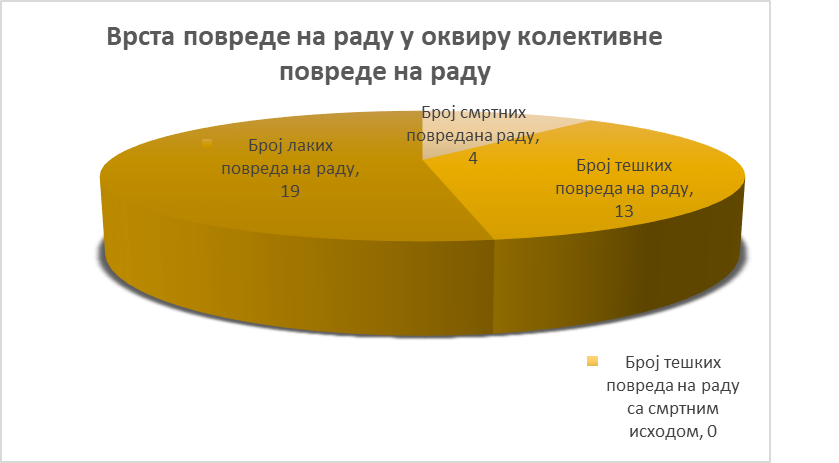 Врста повреде на раду у оквиру колективне
повреде на раду
Број смртних
повредана раду,
4
Број лаких
повреда на раду,
19
Број тешких
повреда на раду,
13
Број тешких
повреда на раду
са смртним
исходом, 0